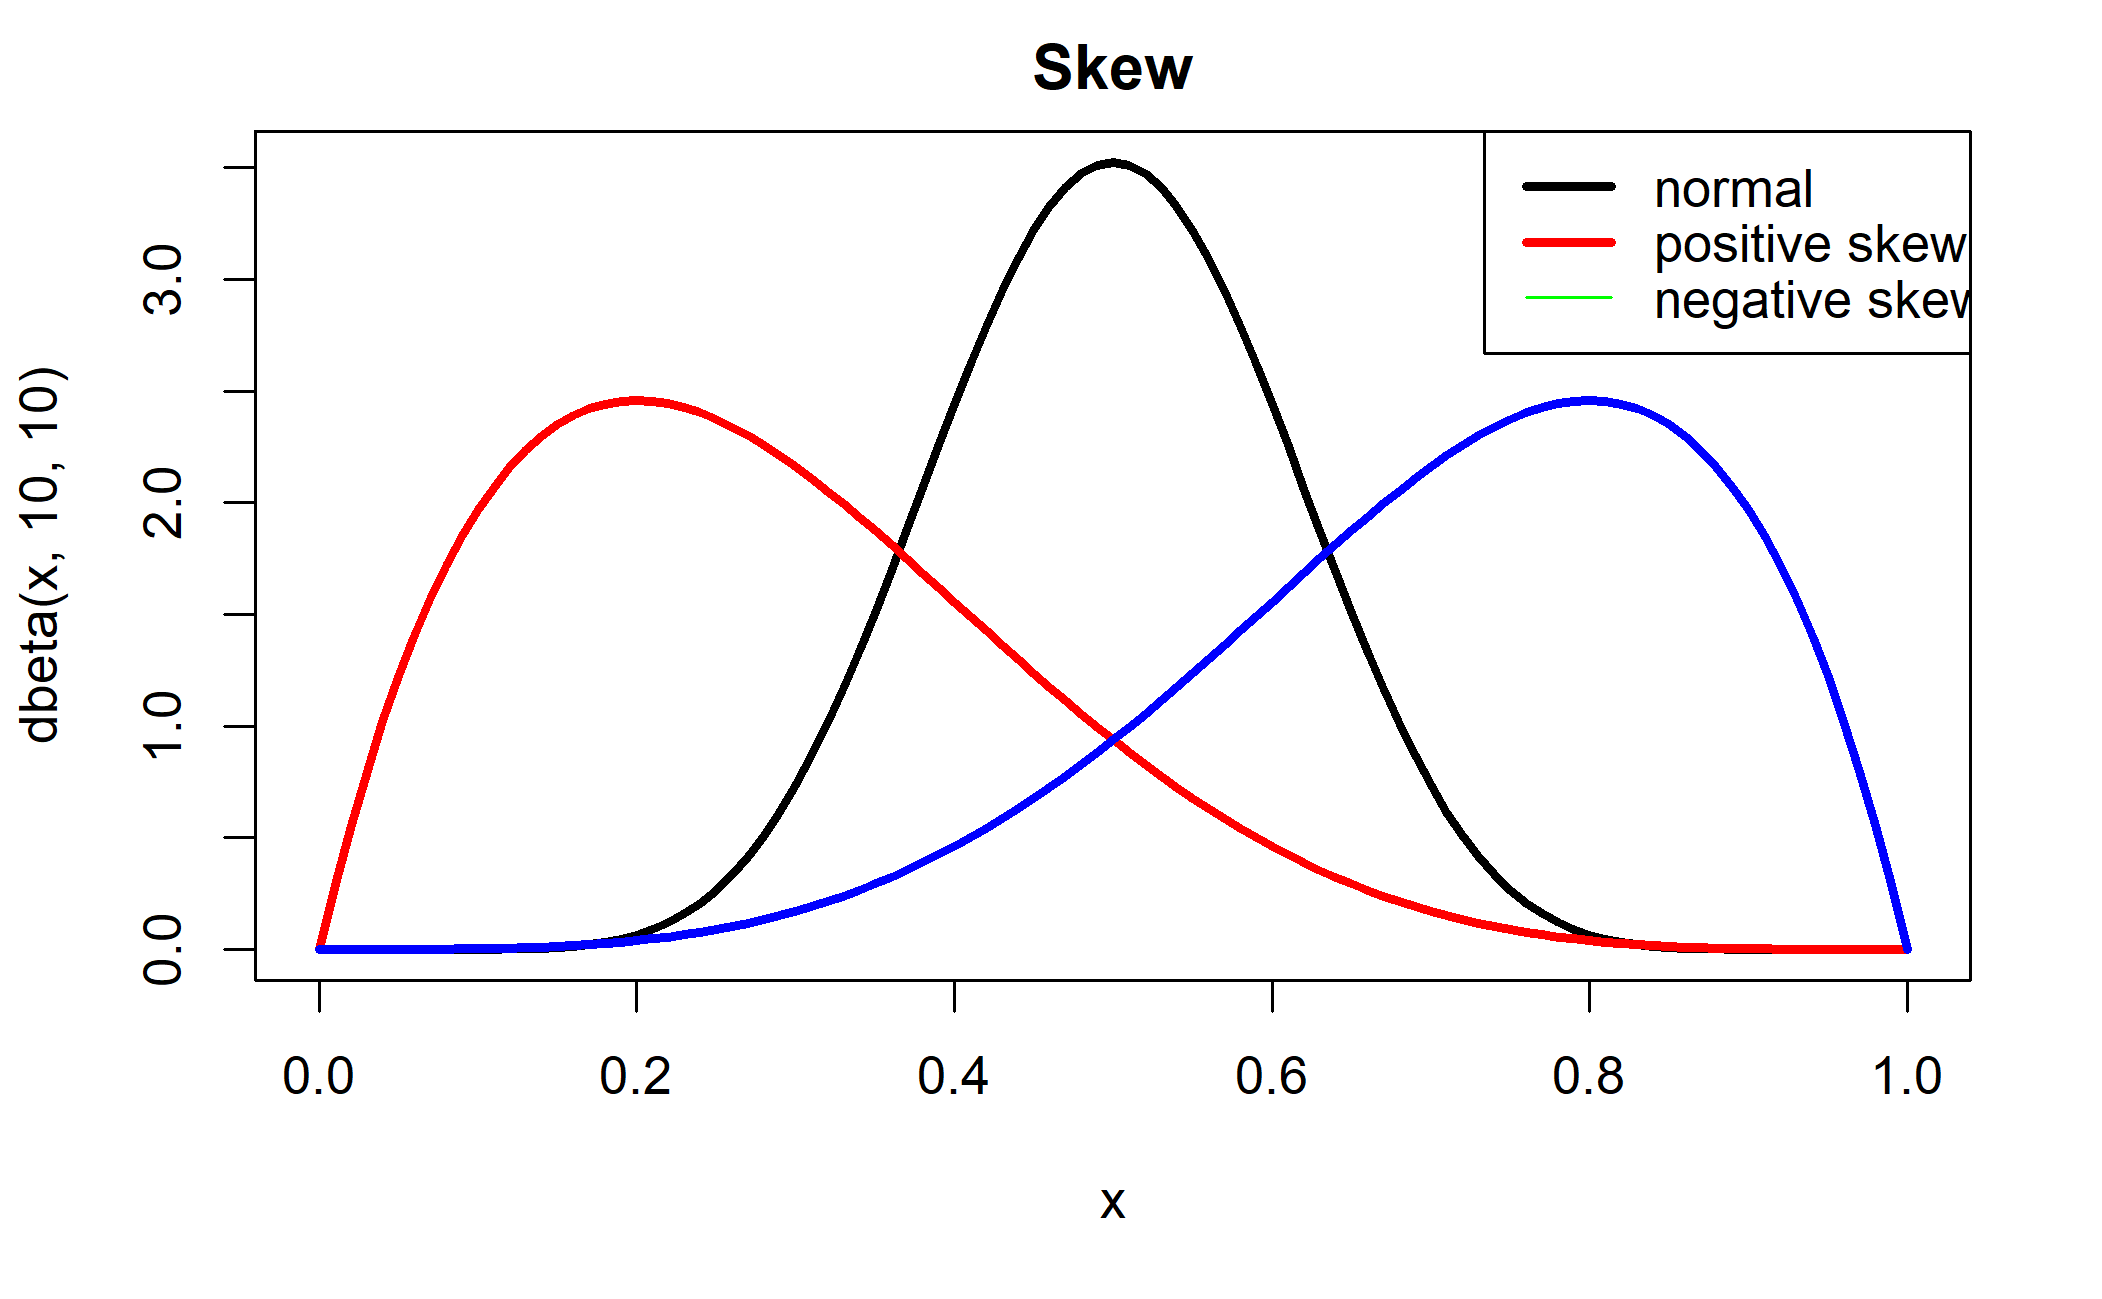 Skew
normal
positive skew
negative skew
dbeta(x, 10, 10)
3.0
2.0
1.0
0.0
0.0 0.2 0.4 0.6 0.8 1.0
x